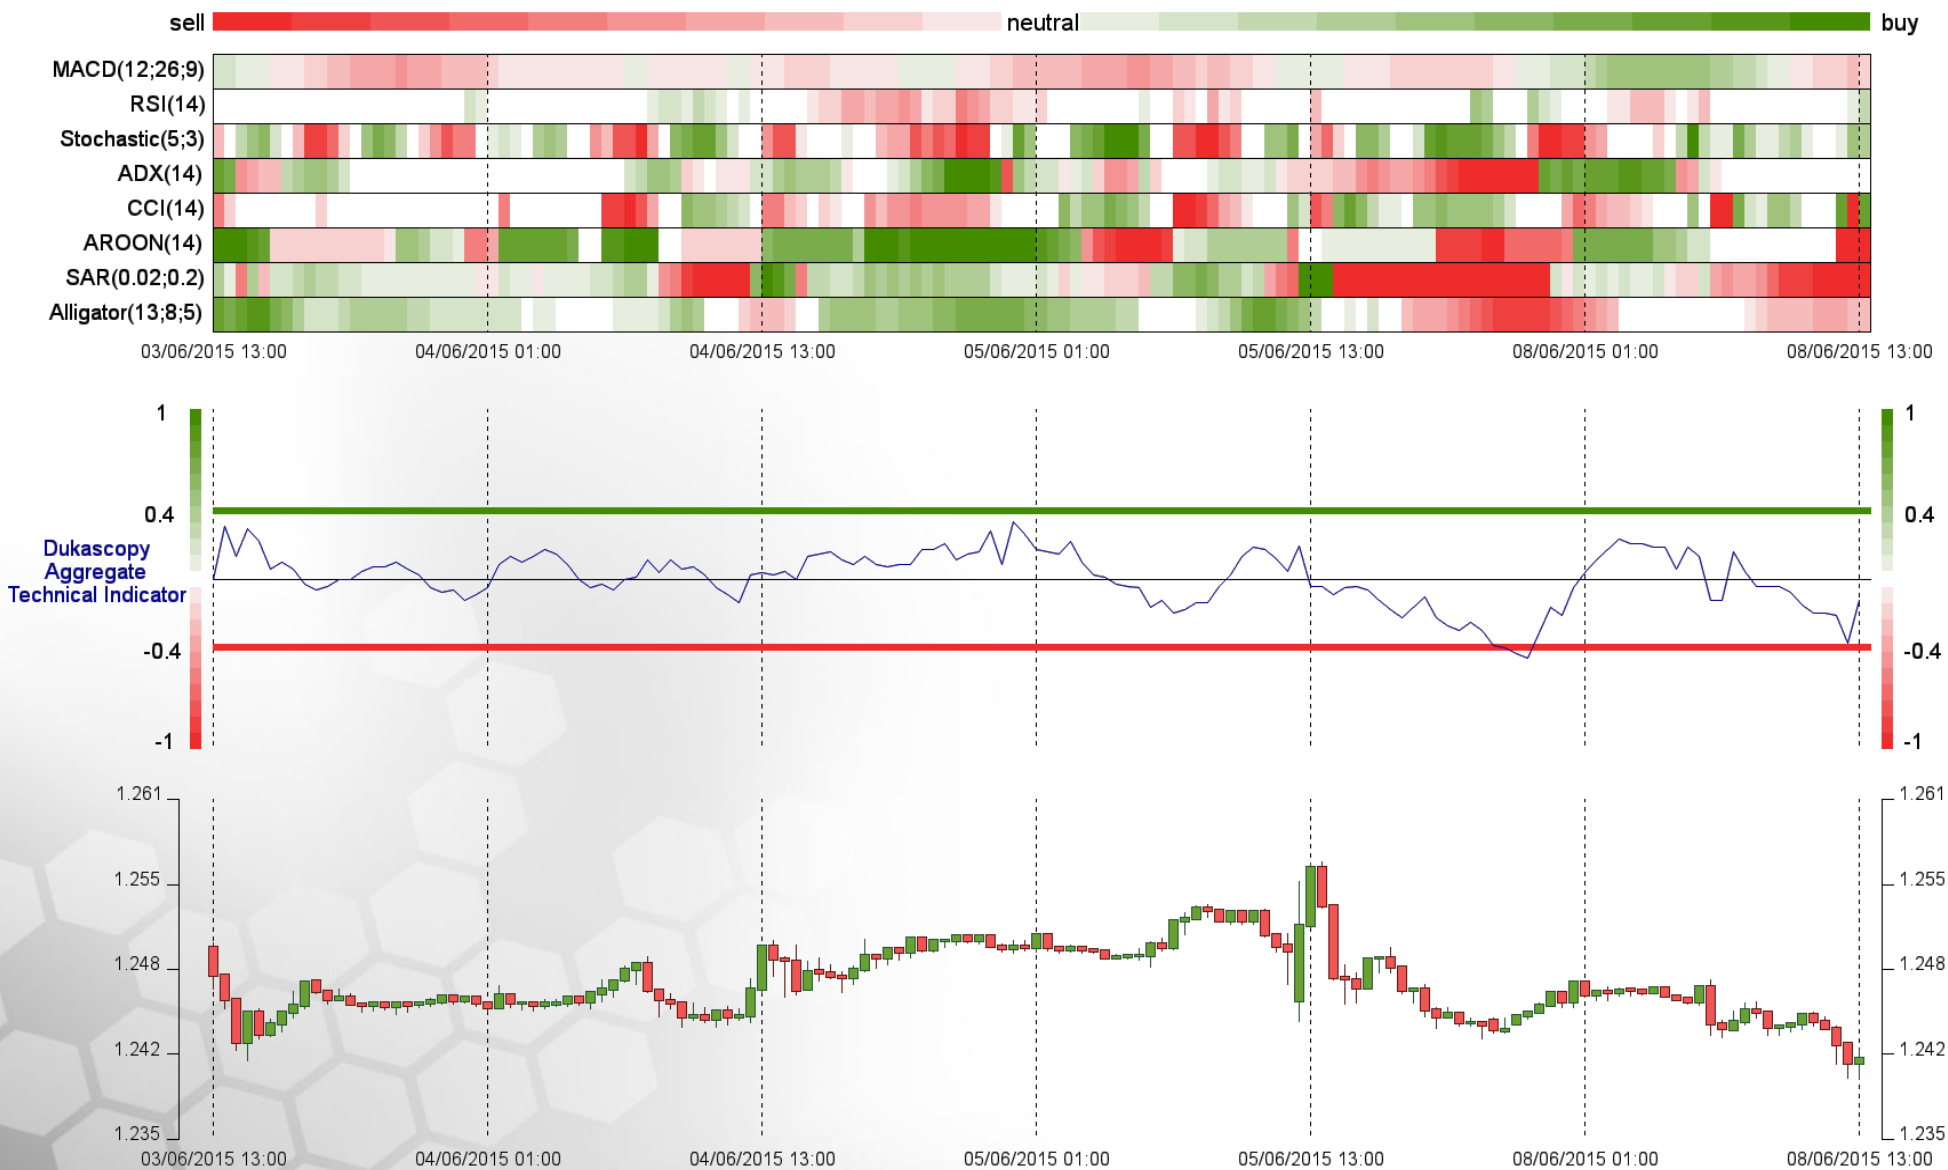 sell neutral buy
MACD(12;26;9)
RSI(14)
Stochastic(5;3)
ADX(14)
CCI(14)
AROON(14)
SAR(0.02;0.2)
Alligator(13;8;5)
03/06/2015 13:00 04/06/2015 01:00 04/06/2015 13:00 05/06/2015 01:00 05/06/2015 13:00 08/06/2015 01:00 08/06/2015 13:00
1 1
0.4 0.4
Dukascopy
Aggregate
Technical Indicator
-0.4 -0.4
-1 -1
1.261 1.261
1.255 1.255
1.248 1.248
1.242 1.242
1.235 1.235
03/06/2015 13:00 04/06/2015 01:00 04/06/2015 13:00 05/06/2015 01:00 05/06/2015 13:00 08/06/2015 01:00 08/06/2015 13:00